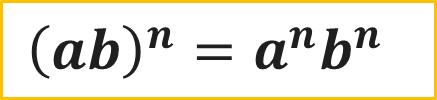 (ab)ⁿ = aⁿbⁿ